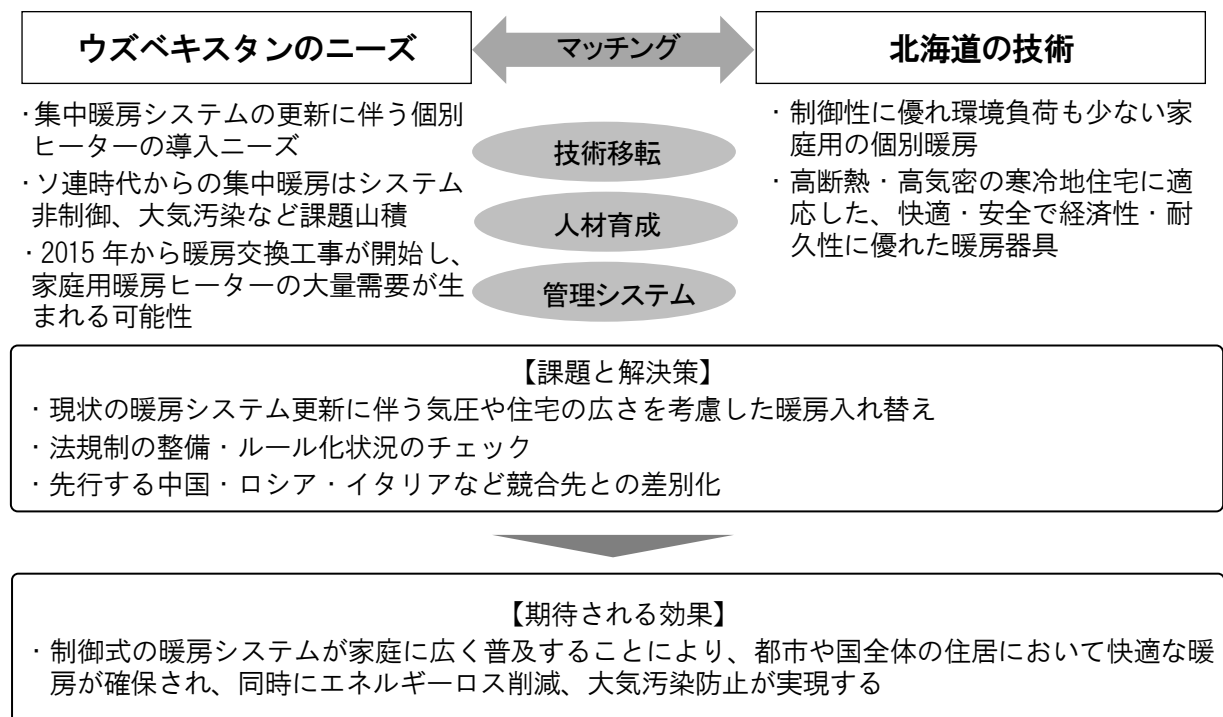 ウズベキスタンのニーズ
マッチング
北海道の技術
・集中暖房システムの更新に伴う個別
ヒーターの導入ニーズ
・ソ連時代からの集中暖房はシステム
非制御、大気汚染など課題山積
・2015 年から暖房交換工事が開始し、
家庭用暖房ヒーターの大量需要が生
まれる可能性
技術移転
人材育成
管理システム
・制御性に優れ環境負荷も少ない家
庭用の個別暖房
・高断熱・高気密の寒冷地住宅に適
応した、快適・安全で経済性・耐
久性に優れた暖房器具
【課題と解決策】
・現状の暖房システム更新に伴う気圧や住宅の広さを考慮した暖房入れ替え
・法規制の整備・ルール化状況のチェック
・先行する中国・ロシア・イタリアなど競合先との差別化
【期待される効果】
・制御式の暖房システムが家庭に広く普及することにより、都市や国全体の住居において快適な暖
房が確保され、同時にエネルギーロス削減、大気汚染防止が実現する